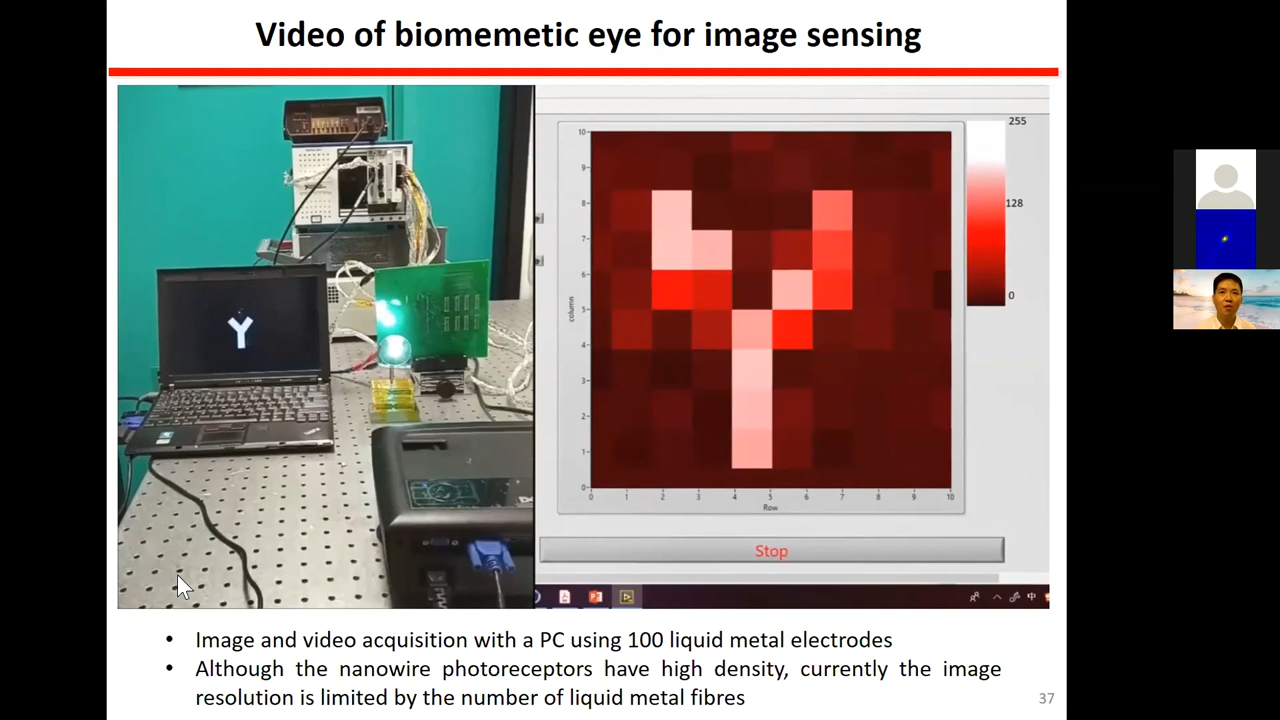 Video of biomemetic eye for image sensing
Y
10
9
8
7
6
5
4
3
2
1
0
column
0 1 2 3 4 5 6 7 8 9 10
Row
255
128
0
Stop
中
• Image and video acquisition with a PC using 100 liquid metal electrodes
• Although the nanowire photoreceptors have high density, currently the image
resolution is limited by the number of liquid metal fibres
37